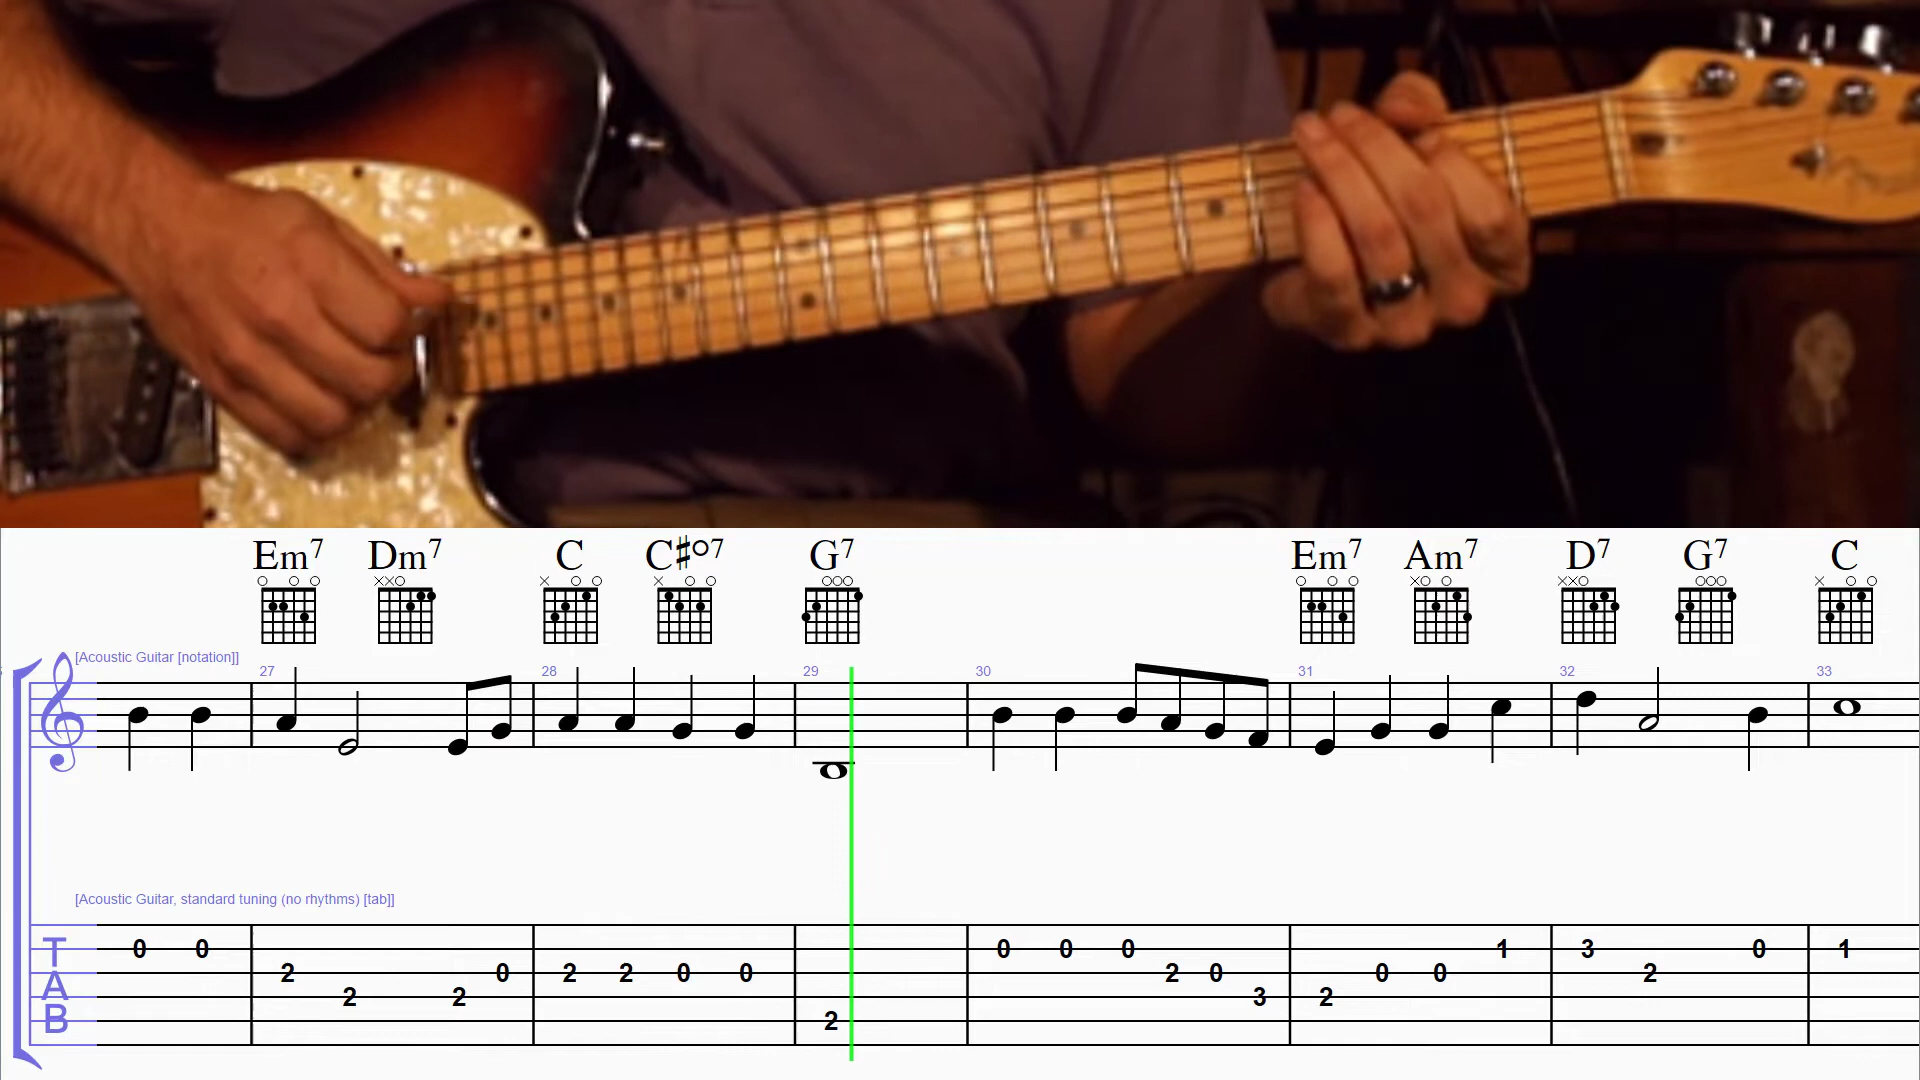 Em7 Dm7 C C♯°7 G7 Em7 Am7 D7 G7 C
[Acoustic Guitar [notation]]
27 28 29 30 31 32 33
[Acoustic Guitar, standard tuning (no rhythms) [tab]]
T
A
B
0 0 0 0 0 1 3 0 1
2 0 2 2 0 0 2 0 0 0 2
2 2 3 2
2